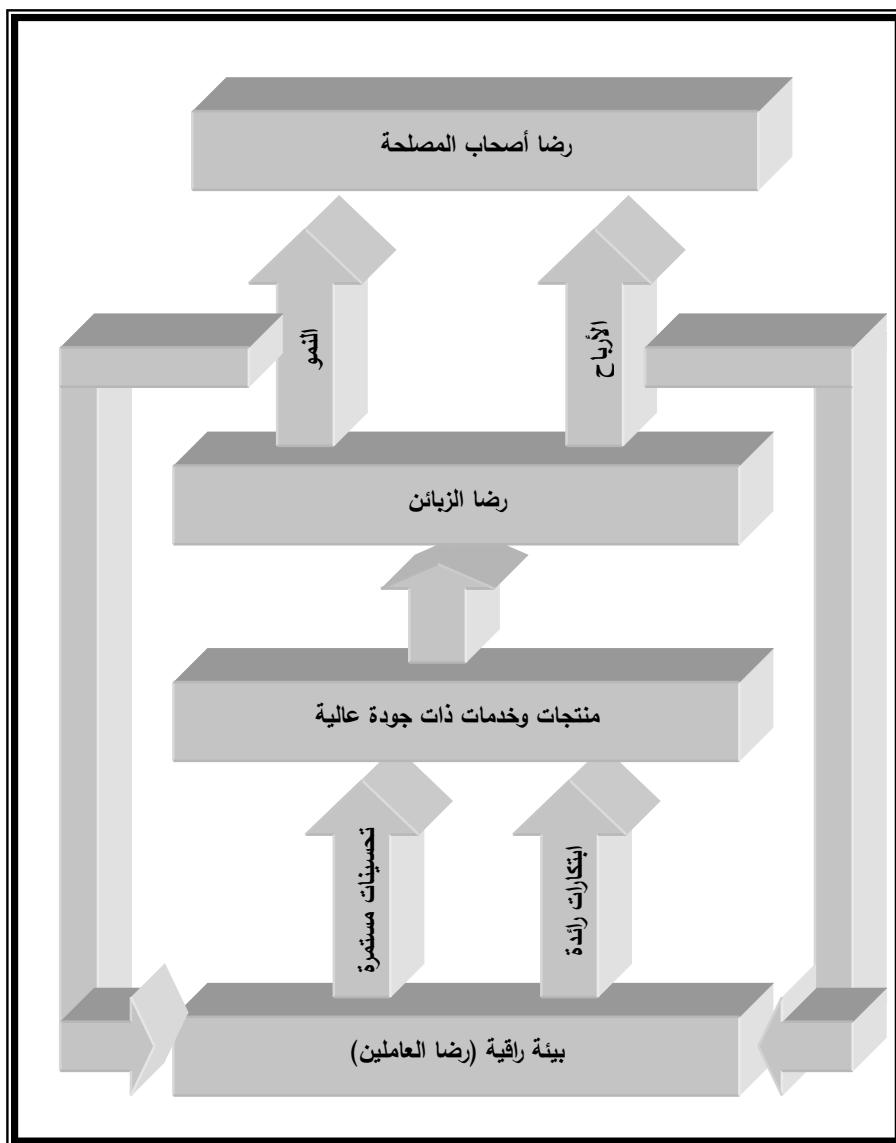 رضا أصحاب المصلحة
الأرباح
النمو
رضا الزبائن
منتجات وخدمات ذات جودة عالية
ابتكارات رائدة
تحسينات مستمرة
بيئة راقية (رضا العاملين)